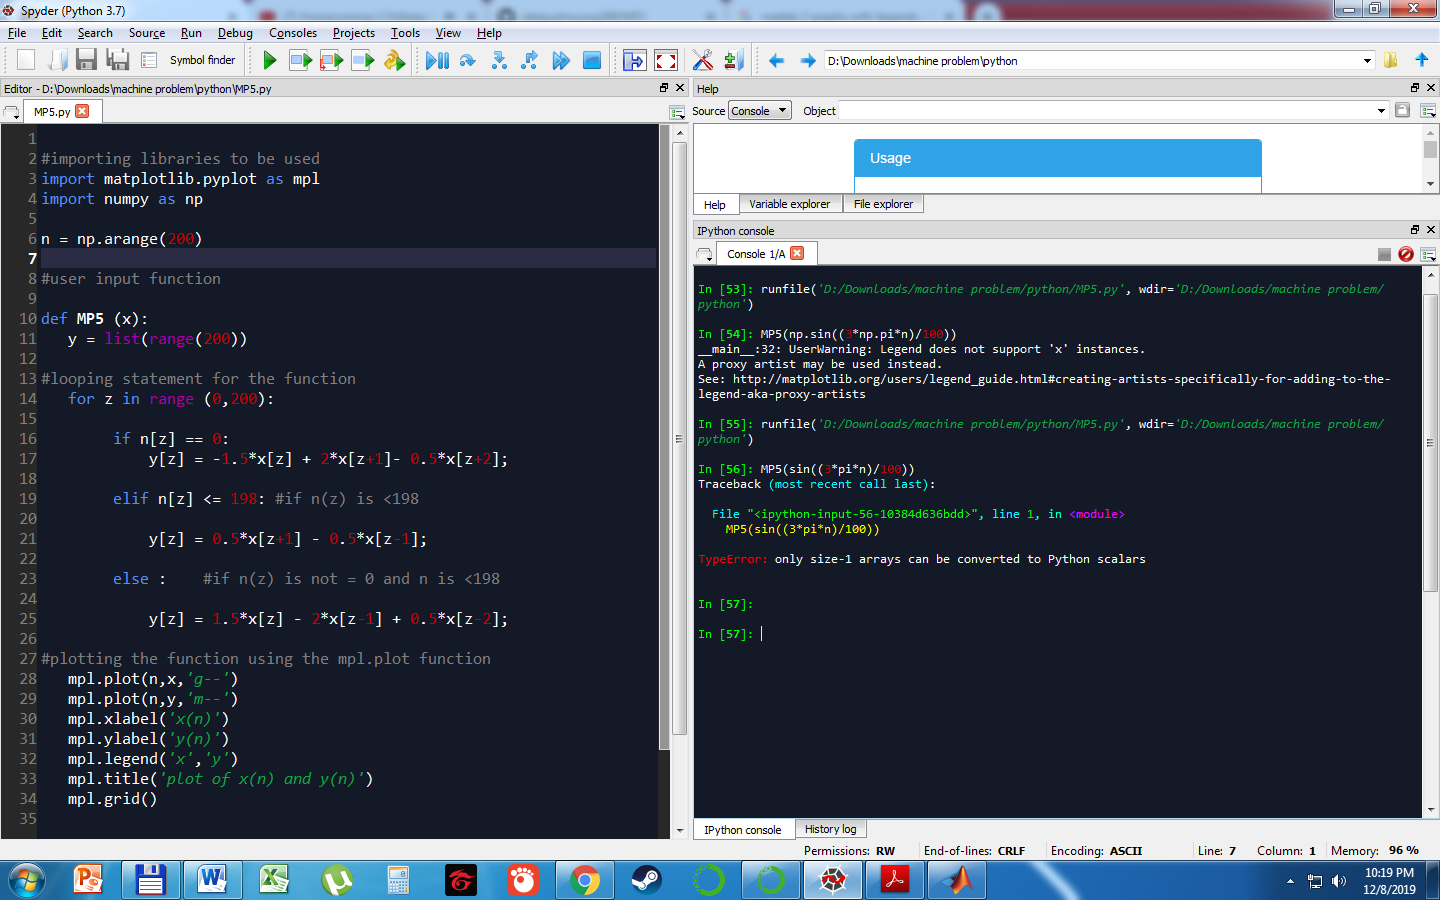 Spyder (Python 3.7)
File Edit Search Source Run Debug Consoles Projects Tools View Help
Symbol finder
D:\Downloads\machine problem\python
Editor - D:\Downloads\machine problem\python\MP5.py
MP5.py
1
2 #importing libraries to be used
3 import matplotlib.pyplot as mpl
4 import numpy as np
5
6 n = np.arange(200)
7
8 #user input function
9
10 def MP5 (x):
11 y = list(range(200))
12
13 #looping statement for the function
14 for z in range (0,200):
15
16 if n[z] == 0:
17 y[z] = -1.5*x[z] + 2*x[z+1]- 0.5*x[z+2];
18
19 elif n[z] <= 198: #if n(z) is <198
20
21 y[z] = 0.5*x[z+1] - 0.5*x[z-1];
22
23 else : #if n(z) is not = 0 and n is <198
24
25 y[z] = 1.5*x[z] - 2*x[z-1] + 0.5*x[z-2];
26
27 #plotting the function using the mpl.plot function
28 mpl.plot(n,x,'g--')
29 mpl.plot(n,y,'m--')
30 mpl.xlabel('x(n)')
31 mpl.ylabel('y(n)')
32 mpl.legend('x','y')
33 mpl.title('plot of x(n) and y(n)')
34 mpl.grid()
35
Help
Source Console Object
Usage
Help Variable explorer File explorer
IPython console
Console 1/A
In [53]: runfile('D:/Downloads/machine problem/python/MP5.py', wdir='D:/Downloads/machine problem/
python')
In [54]: MP5(np.sin((3*np.pi*n)/100))
__main__:32: UserWarning: Legend does not support 'x' instances.
A proxy artist may be used instead.
See: http://matplotlib.org/users/legend_guide.html#creating-artists-specifically-for-adding-to-the-
legend-aka-proxy-artists
In [55]: runfile('D:/Downloads/machine problem/python/MP5.py', wdir='D:/Downloads/machine problem/
python')
In [56]: MP5(sin((3*pi*n)/100))
Traceback (most recent call last):
File "<ipython-input-56-10384d636bdd>", line 1, in <module>
MP5(sin((3*pi*n)/100))
TypeError: only size-1 arrays can be converted to Python scalars
In [57]:
In [57]:
IPython console History log
Permissions: RW End-of-lines: CRLF Encoding: ASCII Line: 7 Column: 1 Memory: 96 %
10:19 PM
12/8/2019